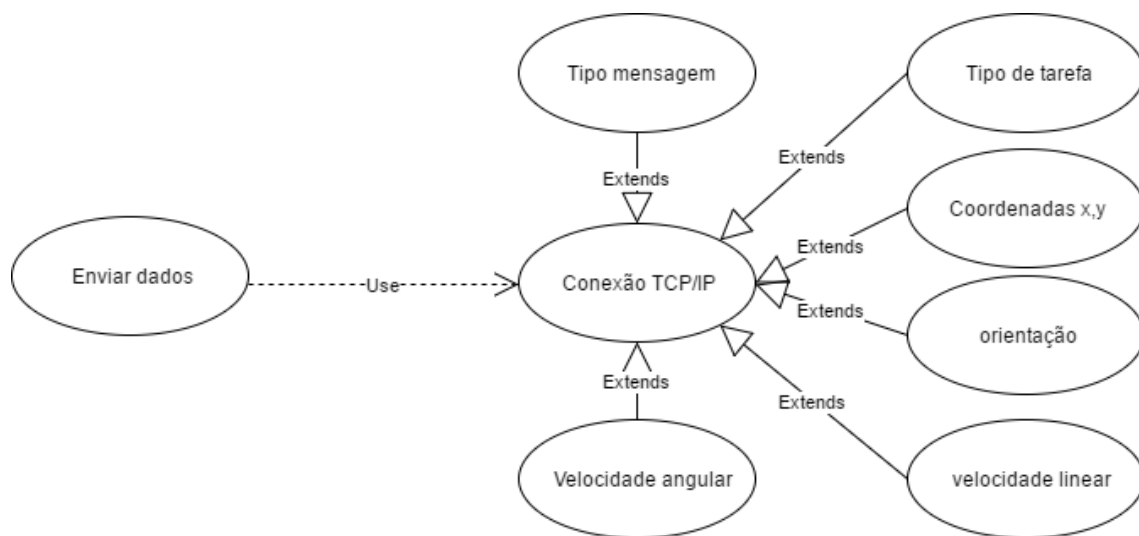 Tipo mensagem
Tipo de tarefa
Extends
Extends
Coordenadas x,y
Extends
Enviar dados
Use
Conexão TCP/IP
Extends
orientação
Extends
Extends
Velocidade angular
velocidade linear